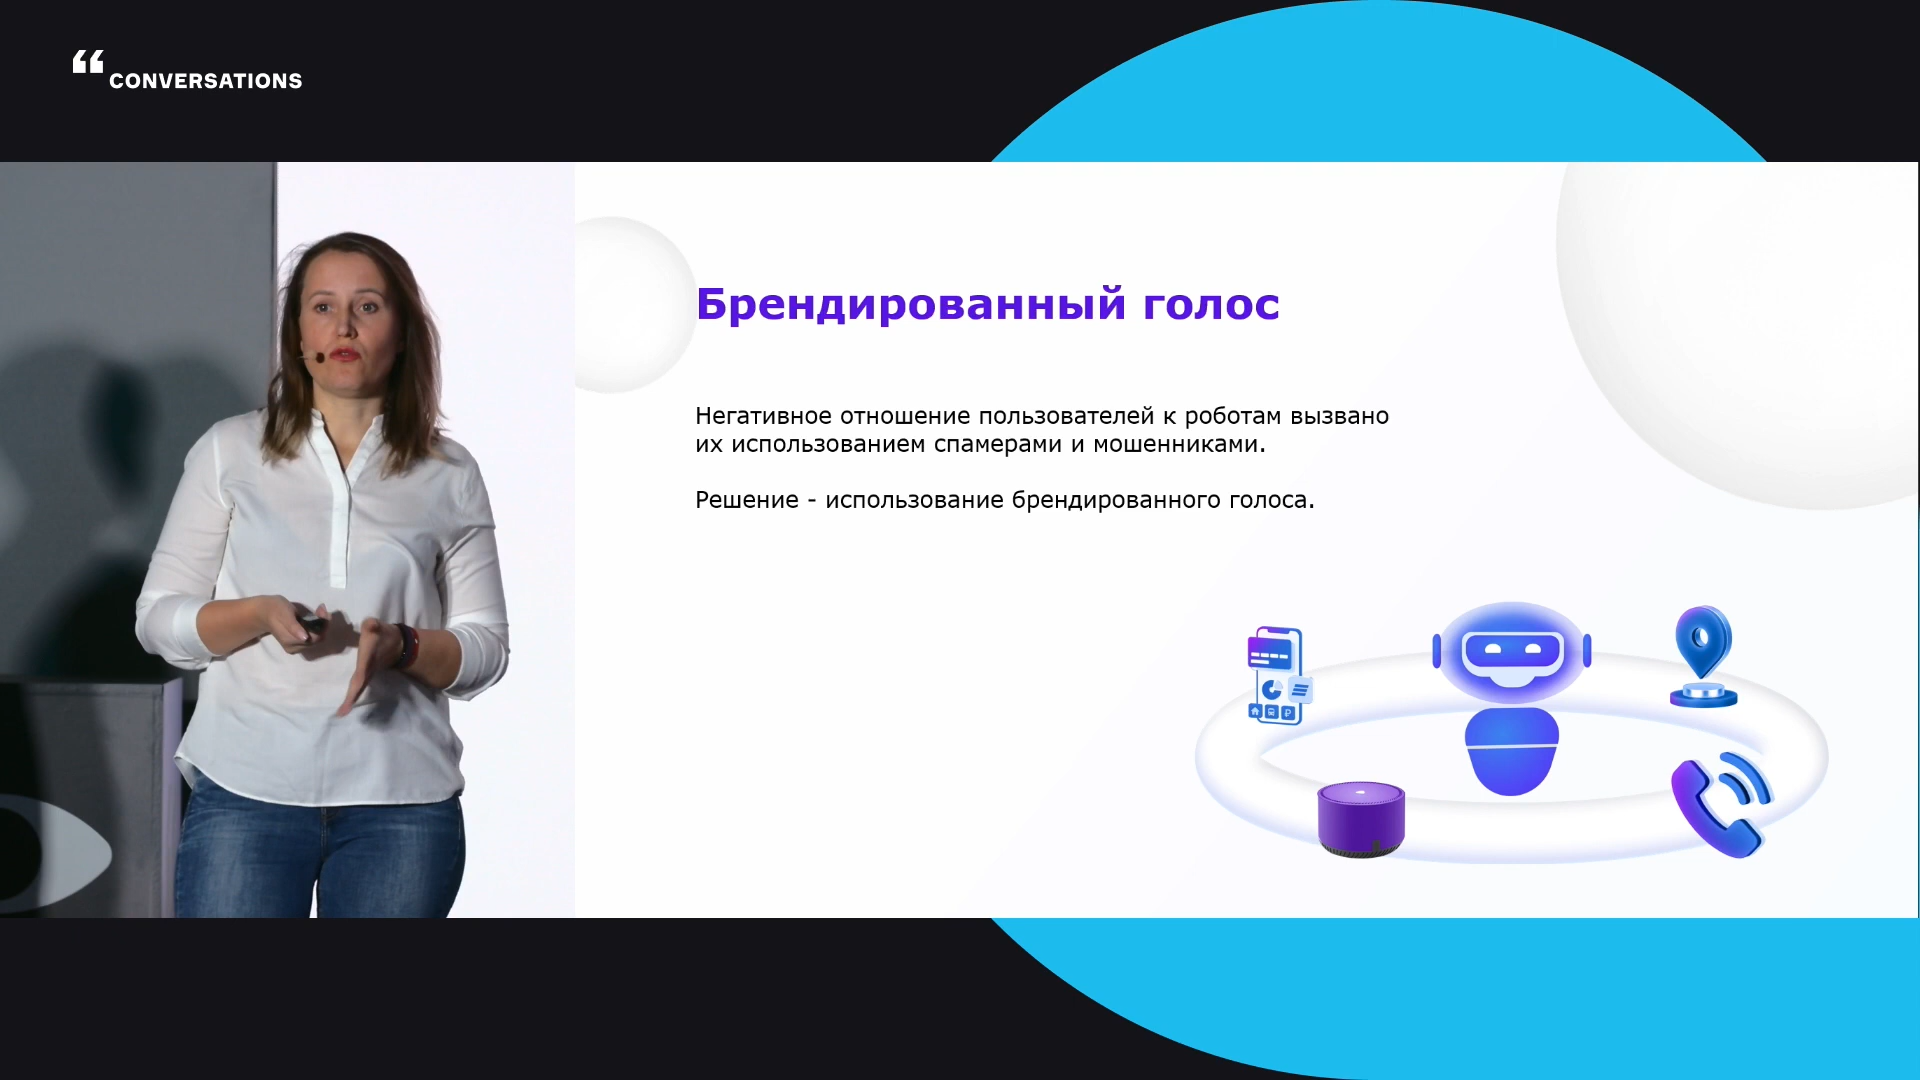 “ CONVERSATIONS
Брендированный голос
Негативное отношение пользователей к роботам вызвано
их использованием спамерами и мошенниками.
Решение - использование брендированного голоса.